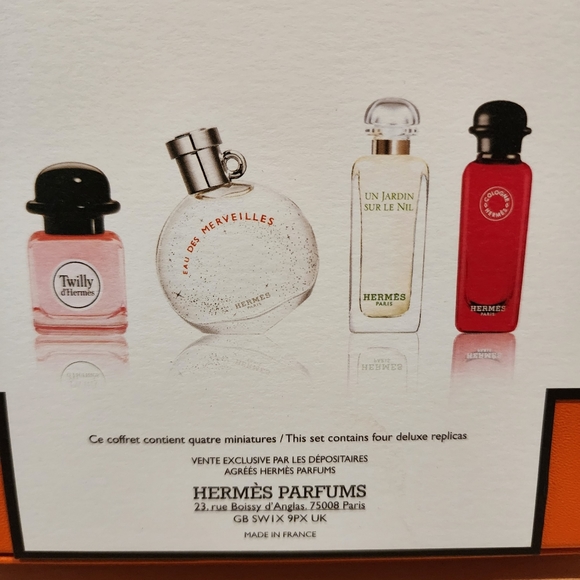 Twilly
d'Hermès
EAU DES MERVEILLES
HERMÈS
UN JARDIN
SUR LE NIL
HERMÈS
PARIS
COLOGNE
HERMÈS
HERMÈS
PARIS
Ce coffret contient quatre miniatures / This set contains four deluxe replicas
VENTE EXCLUSIVE PAR LES DÉPOSITAIRES
AGRÉÉS HERMÈS PARFUMS
HERMÈS PARFUMS
23, rue Boissy d'Anglas, 75008 Paris
GB SW1X 9PX UK
MADE IN FRANCE